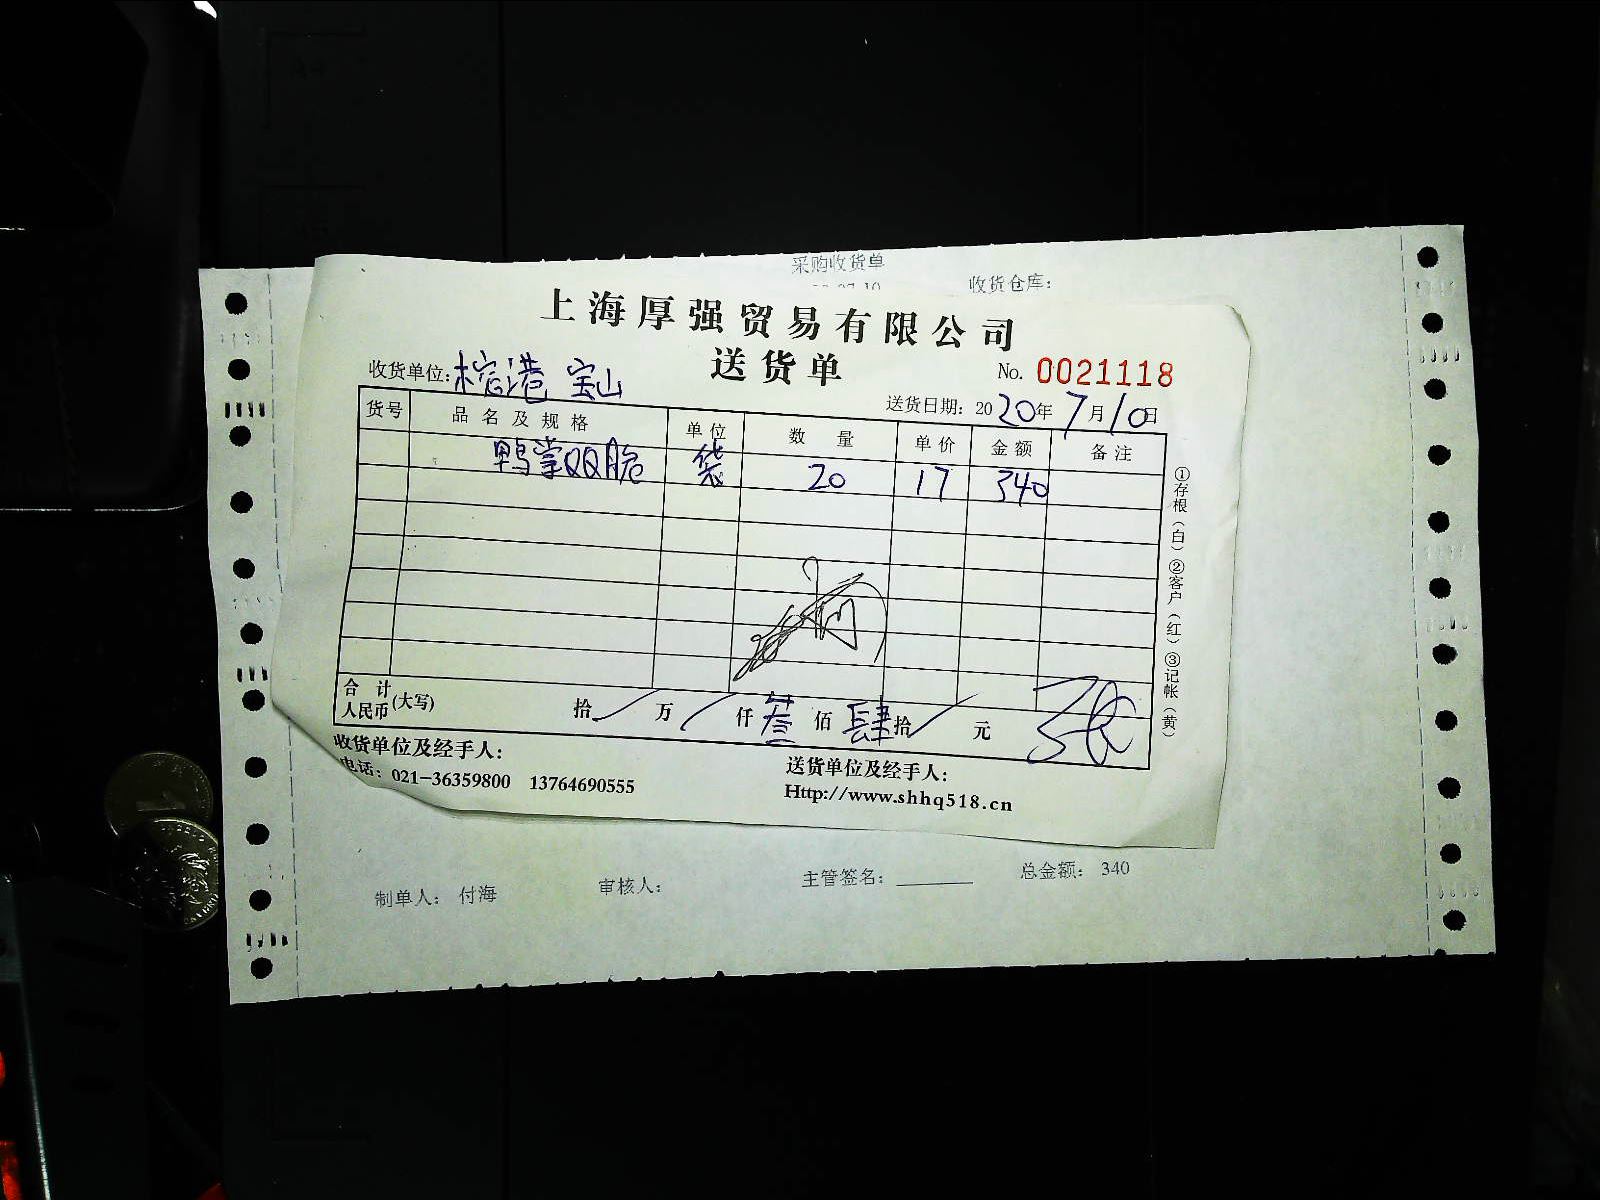 采购收货单
收货仓库:
上海厚强贸易有限公司
送货单
No. 0021118
收货单位: 港 宝山
送货日期: 2020年7月10日
货号 品名及规格 单位 数量 单价 金额 备注
鸭掌QQ脆 袋 20 17 340
①存根(白)②客户(红)③记帐(黄)
合计人民币(大写) 拾 万 仟 叁 佰 肆 拾 元
收货单位及经手人:
送货单位及经手人:
电话: 021-36359800 13764690555
Http://www.shhq518.cn
制单人: 付海 审核人: 主管签名: 总金额: 340